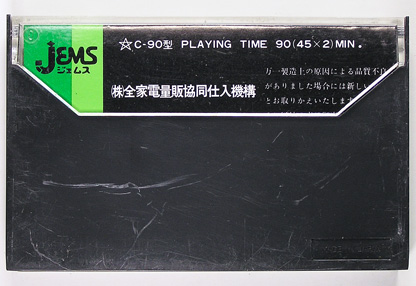 JEMS
ジェムス
☆C-90型 PLAYING TIME 90(45×2)MIN.
㈱全家電量販協同仕入機構
万一製造上の原因による品質不良
がありました場合には新しい
とお取りかえいたします